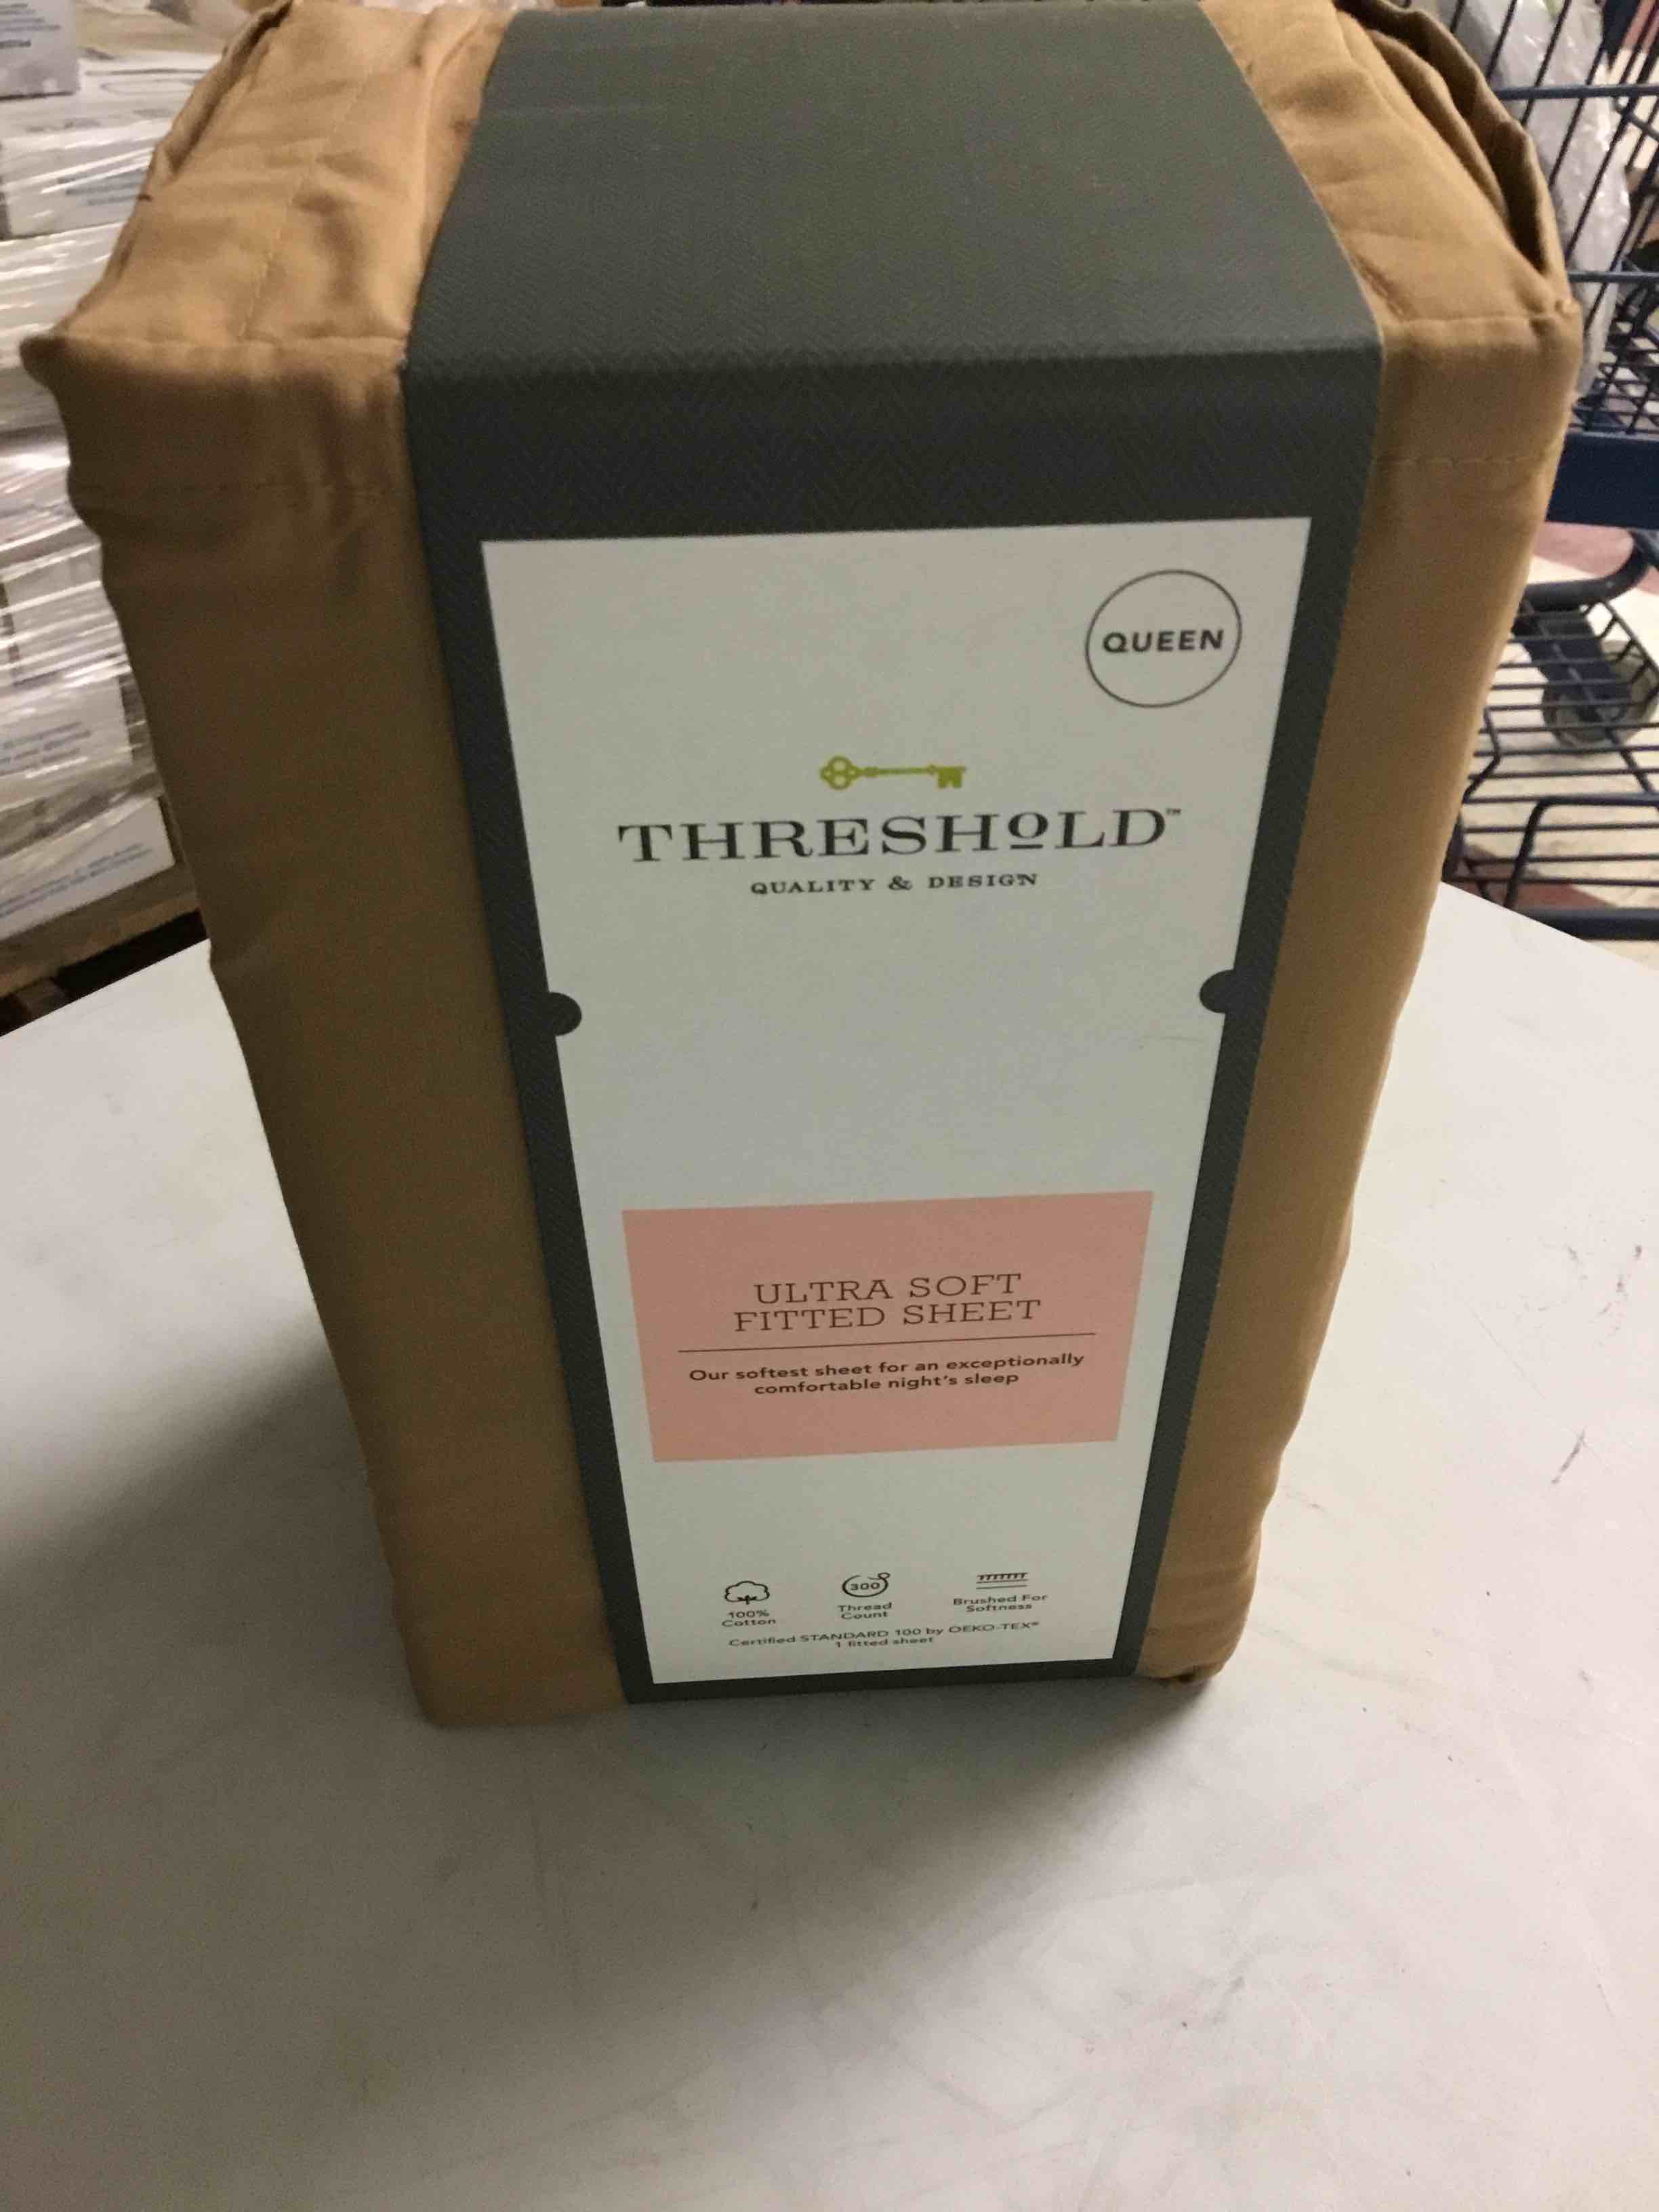 QUEEN
THRESHOLD™
QUALITY & DESIGN
ULTRA SOFT
FITTED SHEET
Our softest sheet for an exceptionally
comfortable night's sleep
100%
Cotton
300
Thread
Count
Brushed For
Softness
Certified STANDARD 100 by OEKO-TEX®
1 fitted sheet